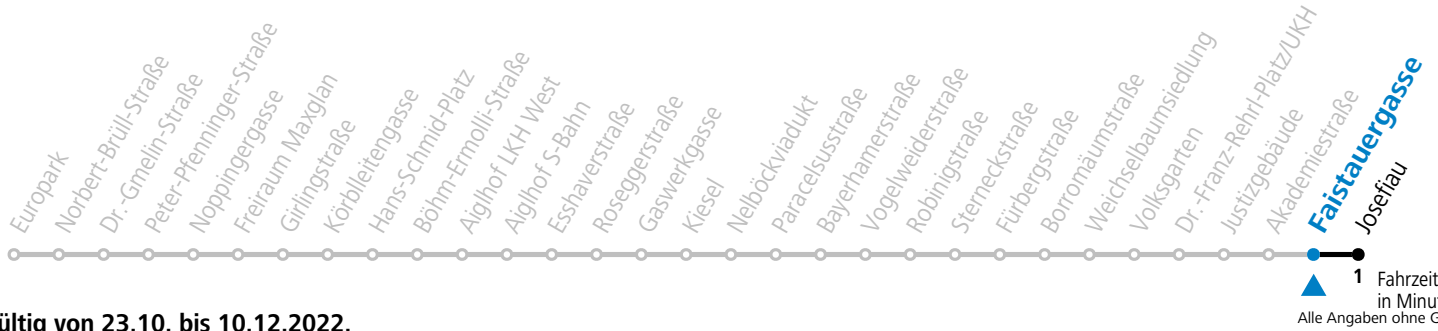 Europark
Norbert-Brüll-Straße
Dr.-Gmelin-Straße
Peter-Pfenninger-Straße
Noppingergasse
Freiraum Maxglan
Girlingstraße
Körblleitengasse
Hans-Schmid-Platz
Böhm-Ermolli-Straße
Aiglhof LKH West
Aiglhof S-Bahn
Esshaverstraße
Roseggerstraße
Gaswerkgasse
Kiesel
Nelböckviadukt
Paracelsusstraße
Bayerhamerstraße
Vogelweiderstraße
Robinigstraße
Sterneckstraße
Fürbergstraße
Borromäumstraße
Weichselbaumsiedlung
Volksgarten
Dr.-Franz-Rehrl-Platz/UKH
Justizgebäude
Akademiestraße
Faistauergasse
Josefiau
1 Fahrzeit
in Minu
Alle Angaben ohne G
ültig von 23.10. bis 10.12.2022.